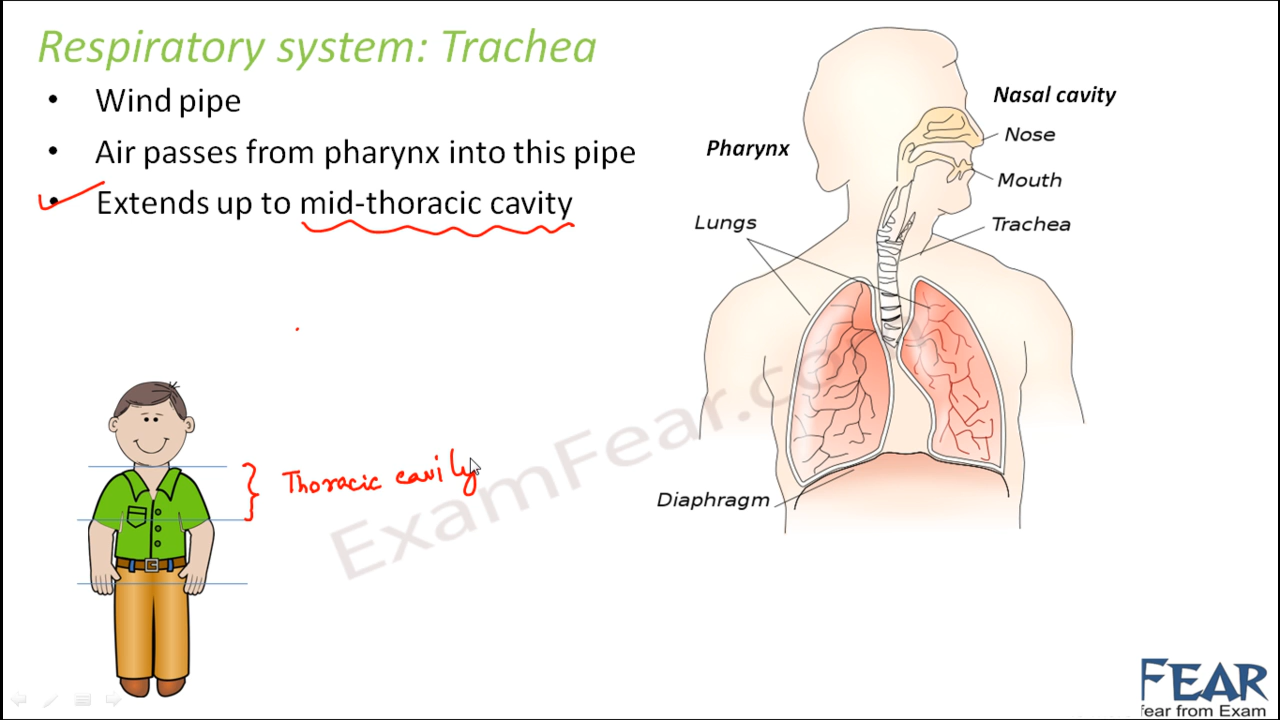 Respiratory system: Trachea
• Wind pipe
• Air passes from pharynx into this pipe
• Extends up to mid-thoracic cavity
Nasal cavity
Nose
Pharynx
Mouth
Lungs
Trachea
Thoracic cavity
Diaphragm
ExamFear.com
FEAR
fear from Exam